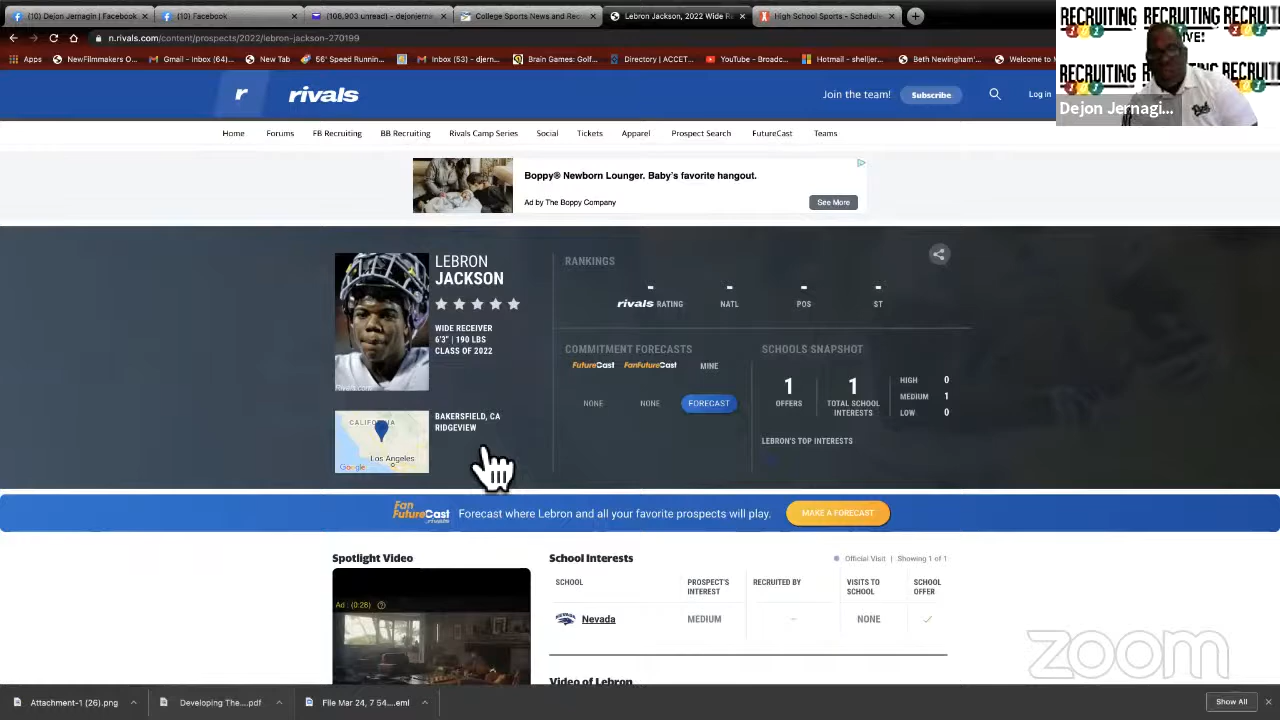 (10) Dejon Jernagin | Facebook
(10) Facebook
(108,903 unread) - dejonjerna
College Sports News and Rec
Lebron Jackson, 2022 Wide R
High School Sports - Schedule
n.rivals.com/content/prospects/2022/lebron-jackson-270199
Apps
NewFilmmakers O...
Gmail - Inbox (64)...
New Tab
56' Speed Runnin...
Inbox (53) - djern...
Brain Games: Golf...
Directory | ACCET...
YouTube - Broadc...
Hotmail - shelljer...
Beth Newingham'...
Welcome to
RECRUITING RECRUITING RECRUIT
RECRUITING RECRUIT
Dejon Jernagi...
r rivals
Join the team!
Subscribe
Log in
Home
Forums
FB Recruiting
BB Recruiting
Rivals Camp Series
Social
Tickets
Apparel
Prospect Search
FutureCast
Teams
Boppy® Newborn Lounger. Baby's favorite hangout.
Ad by The Boppy Company
See More
LEBRON
JACKSON
WIDE RECEIVER
6'3" | 190 LBS
CLASS OF 2022
RANKINGS
- - - -
rivals RATING
NATL
POS
ST
COMMITMENT FORECASTS
FutureCast
FanFutureCast
MINE
NONE
NONE
FORECAST
SCHOOLS SNAPSHOT
1
OFFERS
1
TOTAL SCHOOL
INTERESTS
HIGH 0
MEDIUM 1
LOW 0
LEBRON'S TOP INTERESTS
CALIFORNIA
Los Angeles
Google
BAKERSFIELD, CA
RIDGEVIEW
Fan
FutureCast
Forecast where Lebron and all your favorite prospects will play.
MAKE A FORECAST
Spotlight Video
Ad : (0:28)
School Interests
Official Visit | Showing 1 of 1
SCHOOL
PROSPECT'S
INTEREST
RECRUITED BY
VISITS TO
SCHOOL
SCHOOL
OFFER
Nevada
MEDIUM
–
NONE
Video of Lebron
zoom
Attachment-1 (26).png
Developing The....pdf
File Mar 24, 7 54....eml
Show All